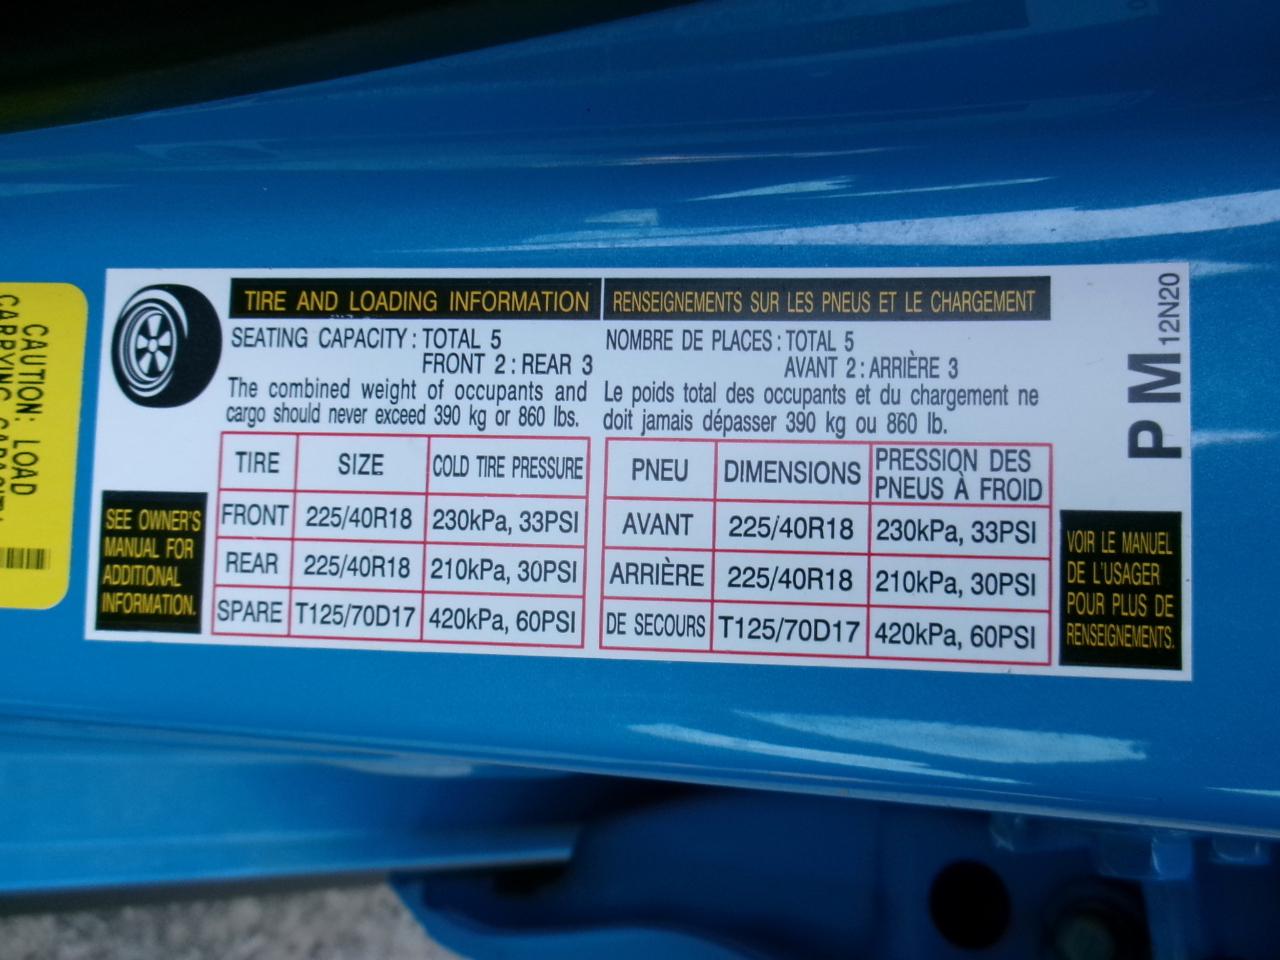 CAUTION: LOAD
TIRE AND LOADING INFORMATION
SEATING CAPACITY: TOTAL 5
FRONT 2: REAR 3
The combined weight of occupants and
cargo should never exceed 390 kg or 860 lbs.
TIRE SIZE COLD TIRE PRESSURE
FRONT 225/40R18 230kPa, 33PSI
REAR 225/40R18 210kPa, 30PSI
SPARE T125/70D17 420kPa, 60PSI
SEE OWNER'S
MANUAL FOR
ADDITIONAL
INFORMATION.
RENSEIGNEMENTS SUR LES PNEUS ET LE CHARGEMENT
NOMBRE DE PLACES: TOTAL 5
AVANT 2: ARRIÈRE 3
Le poids total des occupants et du chargement ne
doit jamais dépasser 390 kg ou 860 lb.
PNEU DIMENSIONS PRESSION DES
PNEUS À FROID
AVANT 225/40R18 230kPa, 33PSI
ARRIÈRE 225/40R18 210kPa, 30PSI
DE SECOURS T125/70D17 420kPa, 60PSI
VOIR LE MANUEL
DE L'USAGER
POUR PLUS DE
RENSEIGNEMENTS.
PM 12N20